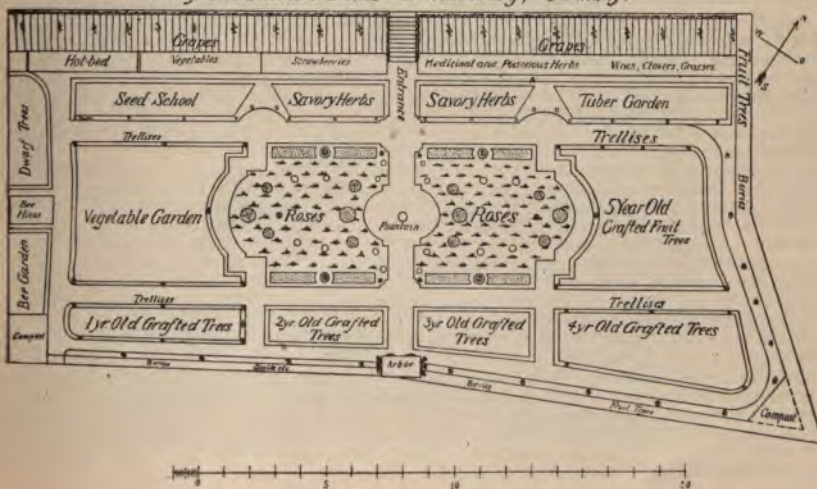 Grapes
Grapes
Hot-bed
Vegetables
Strawberries
Medicinal and Poisonous Herbs
Vines, Clovers, Grasses
Fruit Trees
Entrance
Seed School
Savory Herbs
Savory Herbs
Tuber Garden
Dwarf Trees
Trellises
Trellises
Berries
Bee
Hives
Vegetable Garden
Roses
Fountain
Roses
5 Year Old
Grafted Fruit
Trees
Bee Garden
Trellises
Trellises
1 yr. Old Grafted Trees
2 yr. Old Grafted
Trees
3 yr. Old Grafted
Trees
4 yr Old Grafted Trees
Compost
Berries
Arbor
Berries
Fruit Trees
Compost
0
5
10
20